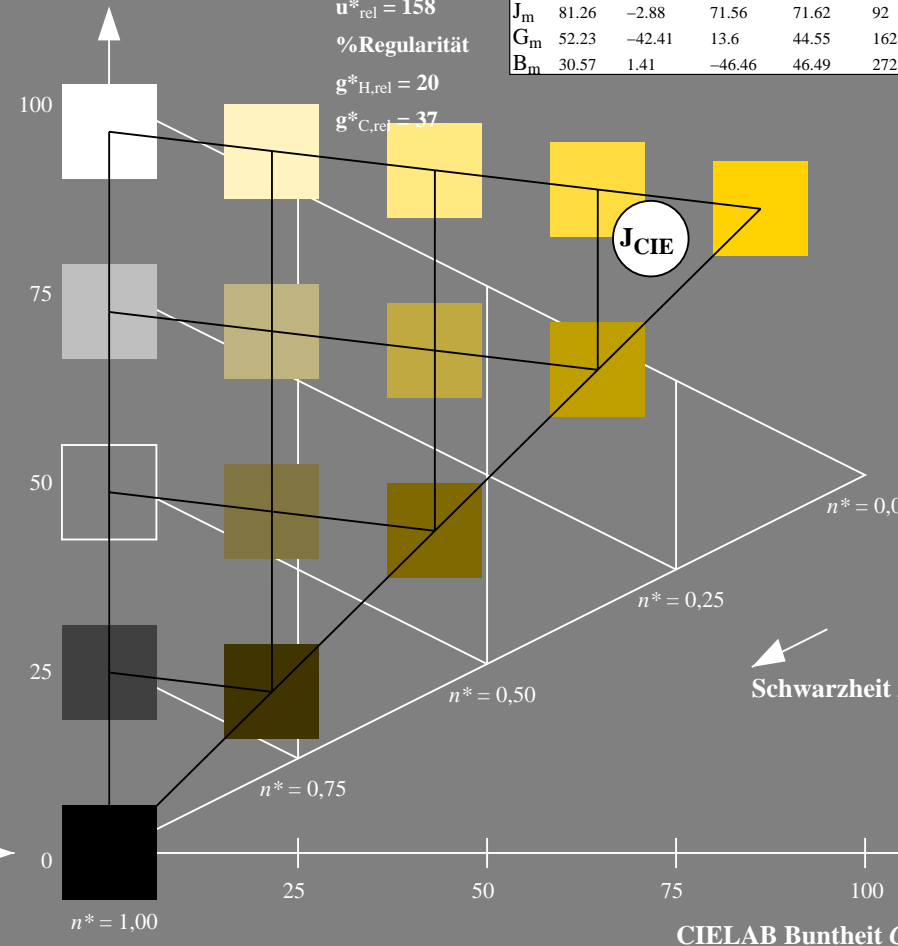 u*rel = 158
%Regularität
g*H,rel = 20
g*C,rel = 37
Jm 81.26 −2.88 71.56 71.62 92
Gm 52.23 −42.41 13.6 44.55 162
Bm 30.57 1.41 −46.46 46.49 272
100
75
50
25
0
JCIE
n* = 0,0
n* = 0,25
Schwarzheit
n* = 0,50
n* = 0,75
n* = 1,00
25 50 75 100
CIELAB Buntheit C